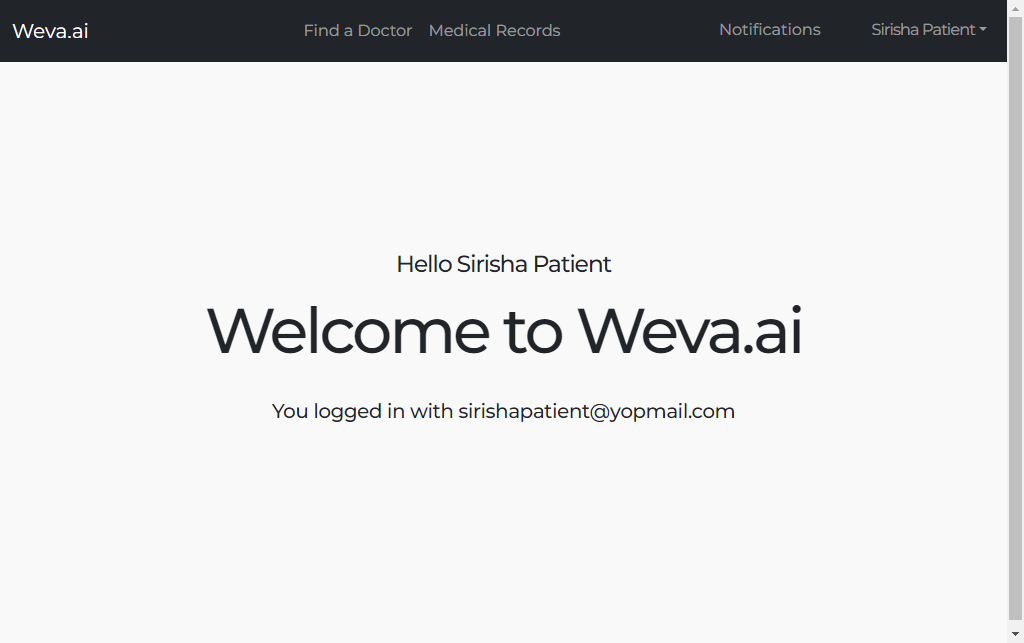 Weva.ai Find a Doctor Medical Records Notifications Sirisha Patient
Hello Sirisha Patient
Welcome to Weva.ai
You logged in with sirishapatient@yopmail.com